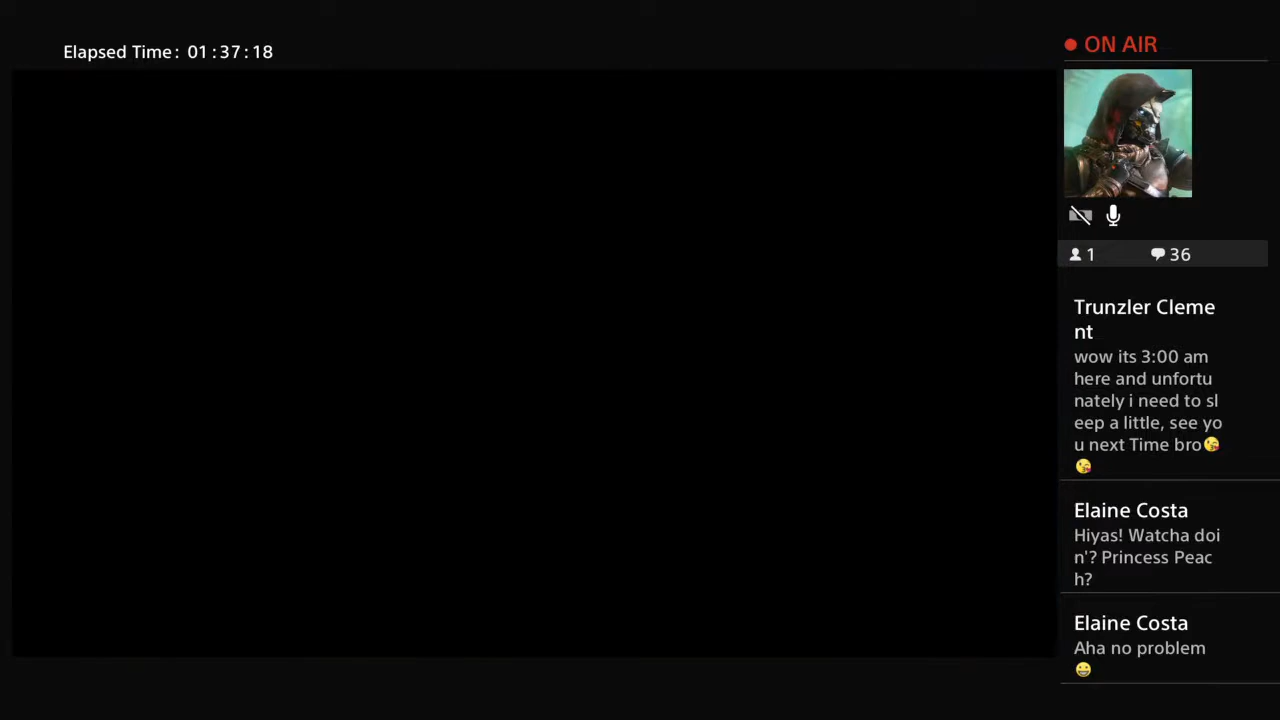 Elapsed Time: 01:37:18
ON AIR
1
36
Trunzler Cleme
nt
wow its 3:00 am
here and unfortu
nately i need to sl
eep a little, see yo
u next Time bro😘
😘
Elaine Costa
Hiyas! Watcha doi
n'? Princess Peac
h?
Elaine Costa
Aha no problem
😀